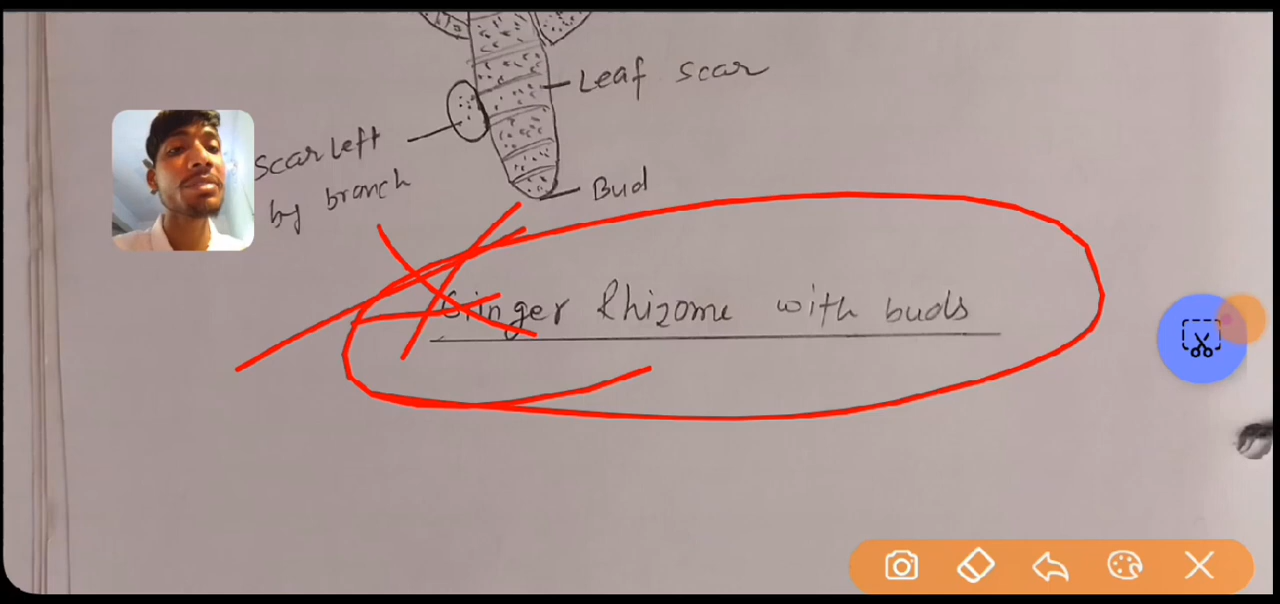 Leaf scar
Scar left
by branch
Bud
Ginger Rhizome with buds